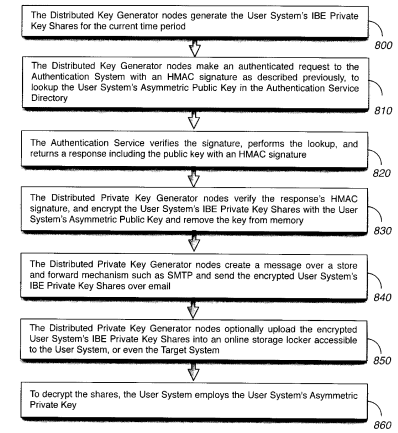 The Distributed Key Generator nodes generate the User System's IBE Private
Key Shares for the current time period
800
The Distributed Key Generator nodes make an authenticated request to the
Authentication System with an HMAC signature as described previously, to
lookup the User System's Asymmetric Public Key in the Authentication Service
Directory
810
The Authentication Service verifies the signature, performs the lookup, and
returns a response including the public key with an HMAC signature
820
The Distributed Private Key Generator nodes verify the response's HMAC
signature, and encrypt the User System's IBE Private Key Shares with the User
System's Asymmetric Public Key and remove the key from memory
830
The Distributed Private Key Generator nodes create a message over a store
and forward mechanism such as SMTP and send the encrypted User System's
IBE Private Key Shares over email
840
The Distributed Private Key Generator nodes optionally upload the encrypted
User System's IBE Private Key Shares into an online storage locker accessible
to the User System, or even the Target System
850
To decrypt the shares, the User System employs the User System's Asymmetric
Private Key
860